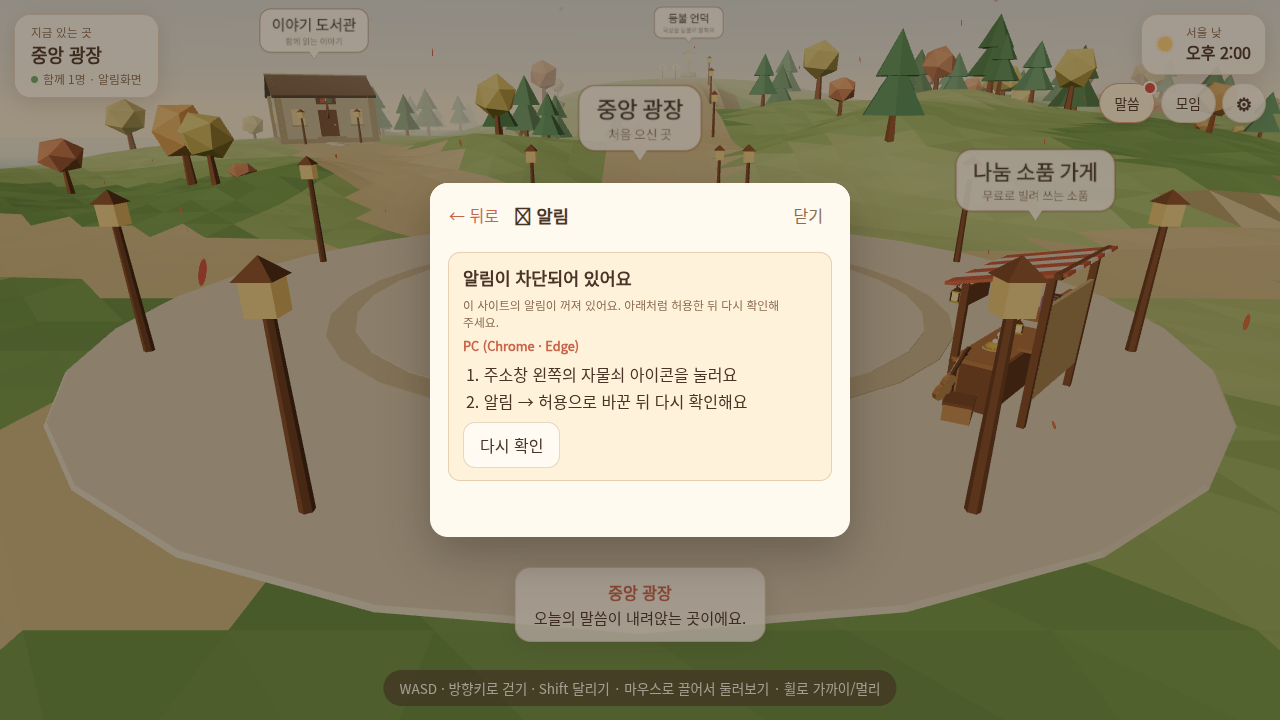 지금 있는 곳
중앙 광장
함께 1명 · 알림화면
이야기 도서관
함께 읽는 이야기
등불 언덕
중앙 광장
처음 오신 곳
서울 낮
오후 2:00
말씀
모임
나눔 소품 가게
무료로 빌려 쓰는 소품
← 뒤로
알림
닫기
알림이 차단되어 있어요
이 사이트의 알림이 꺼져 있어요. 아래처럼 허용한 뒤 다시 확인해
주세요.
PC (Chrome · Edge)
1. 주소창 왼쪽의 자물쇠 아이콘을 눌러요
2. 알림 → 허용으로 바꾼 뒤 다시 확인해요
다시 확인
중앙 광장
오늘의 말씀이 내려앉는 곳이에요.
WASD · 방향키로 걷기 · Shift 달리기 · 마우스로 끌어서 둘러보기 · 휠로 가까이/멀리